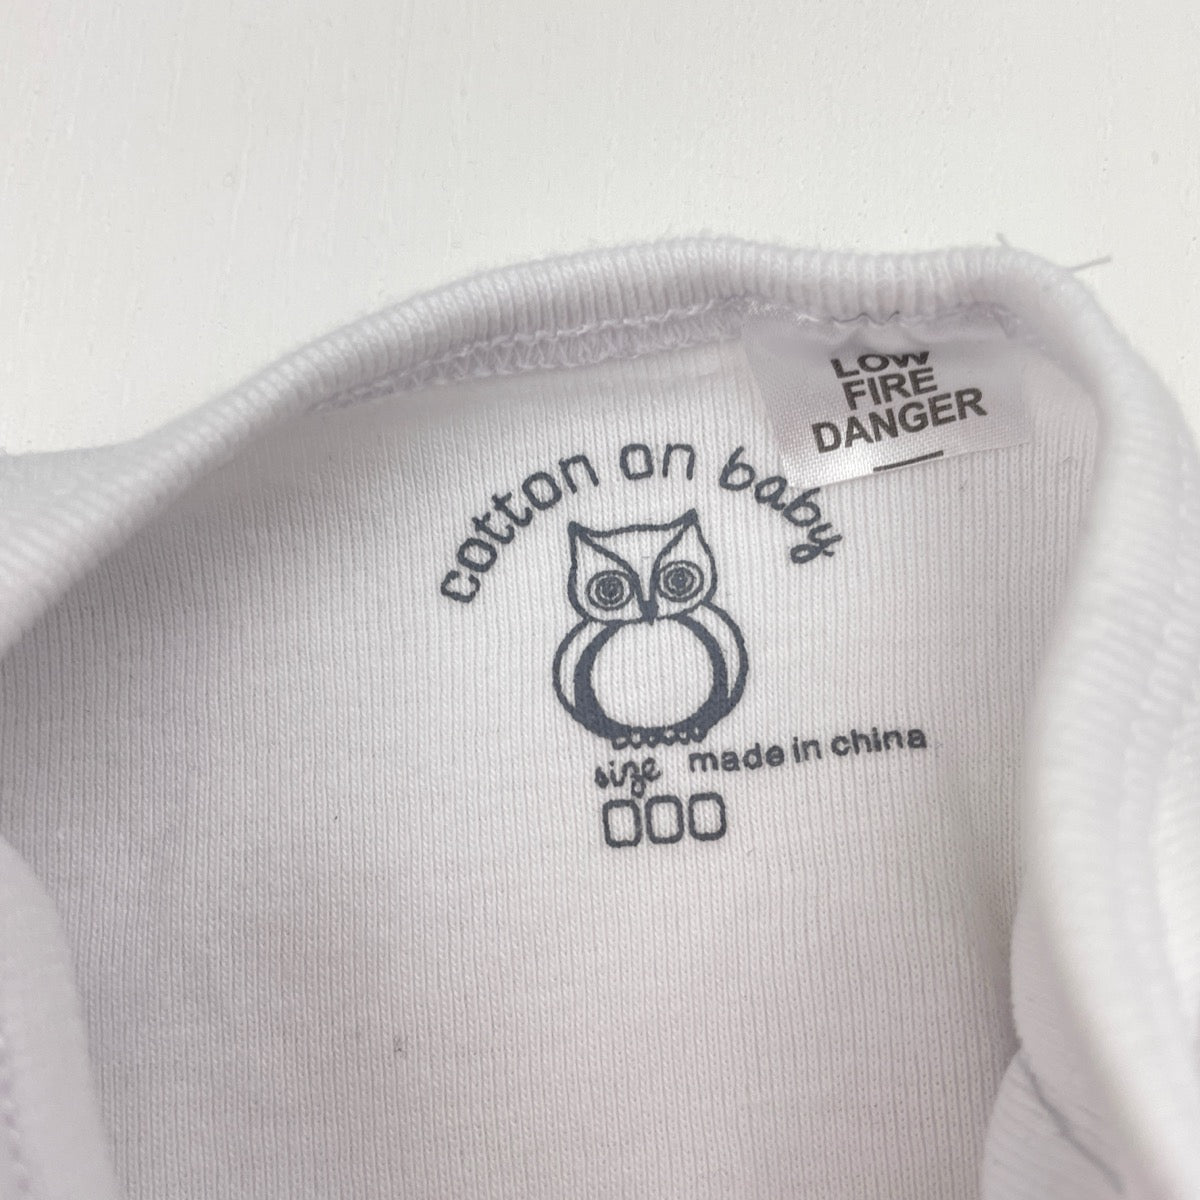 LOW
FIRE
DANGER
cotton on baby
size made in china
000